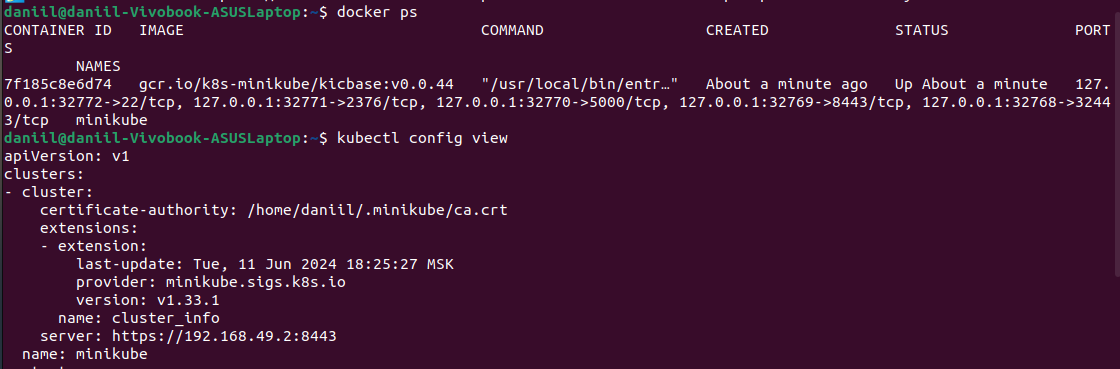 daniil@daniil-Vivobook-ASUSLaptop:~$ docker ps
CONTAINER ID   IMAGE                                 COMMAND                  CREATED              STATUS              PORT
S
        NAMES
7f185c8e6d74   gcr.io/k8s-minikube/kicbase:v0.0.44   "/usr/local/bin/entr…"   About a minute ago   Up About a minute   127.
0.0.1:32772->22/tcp, 127.0.0.1:32771->2376/tcp, 127.0.0.1:32770->5000/tcp, 127.0.0.1:32769->8443/tcp, 127.0.0.1:32768->3244
3/tcp   minikube
daniil@daniil-Vivobook-ASUSLaptop:~$ kubectl config view
apiVersion: v1
clusters:
- cluster:
    certificate-authority: /home/daniil/.minikube/ca.crt
    extensions:
    - extension:
        last-update: Tue, 11 Jun 2024 18:25:27 MSK
        provider: minikube.sigs.k8s.io
        version: v1.33.1
      name: cluster_info
    server: https://192.168.49.2:8443
  name: minikube